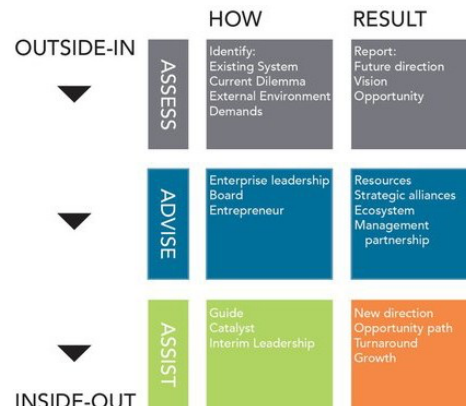 HOW
RESULT
OUTSIDE-IN
ASSESS
Identify:
Existing System
Current Dilemma
External Environment
Demands
Report:
Future direction
Vision
Opportunity
ADVISE
Enterprise leadership
Board
Entrepreneur
Resources
Strategic alliances
Ecosystem
Management
partnership
ASSIST
Guide
Catalyst
Interim Leadership
New direction
Opportunity path
Turnaround
Growth
INSIDE-OUT